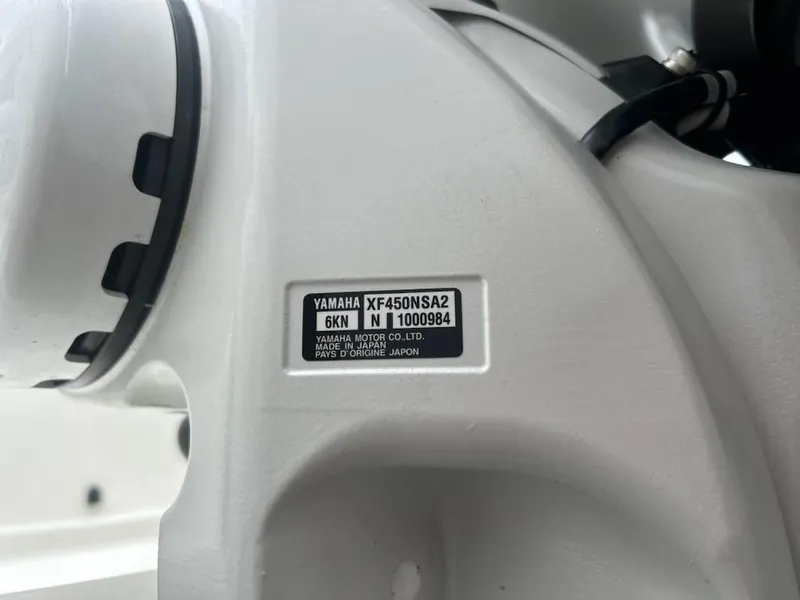 YAMAHA XF450NSA2
6KN N 1000984
YAMAHA MOTOR CO.,LTD.
MADE IN JAPAN
PAYS D'ORIGINE JAPON